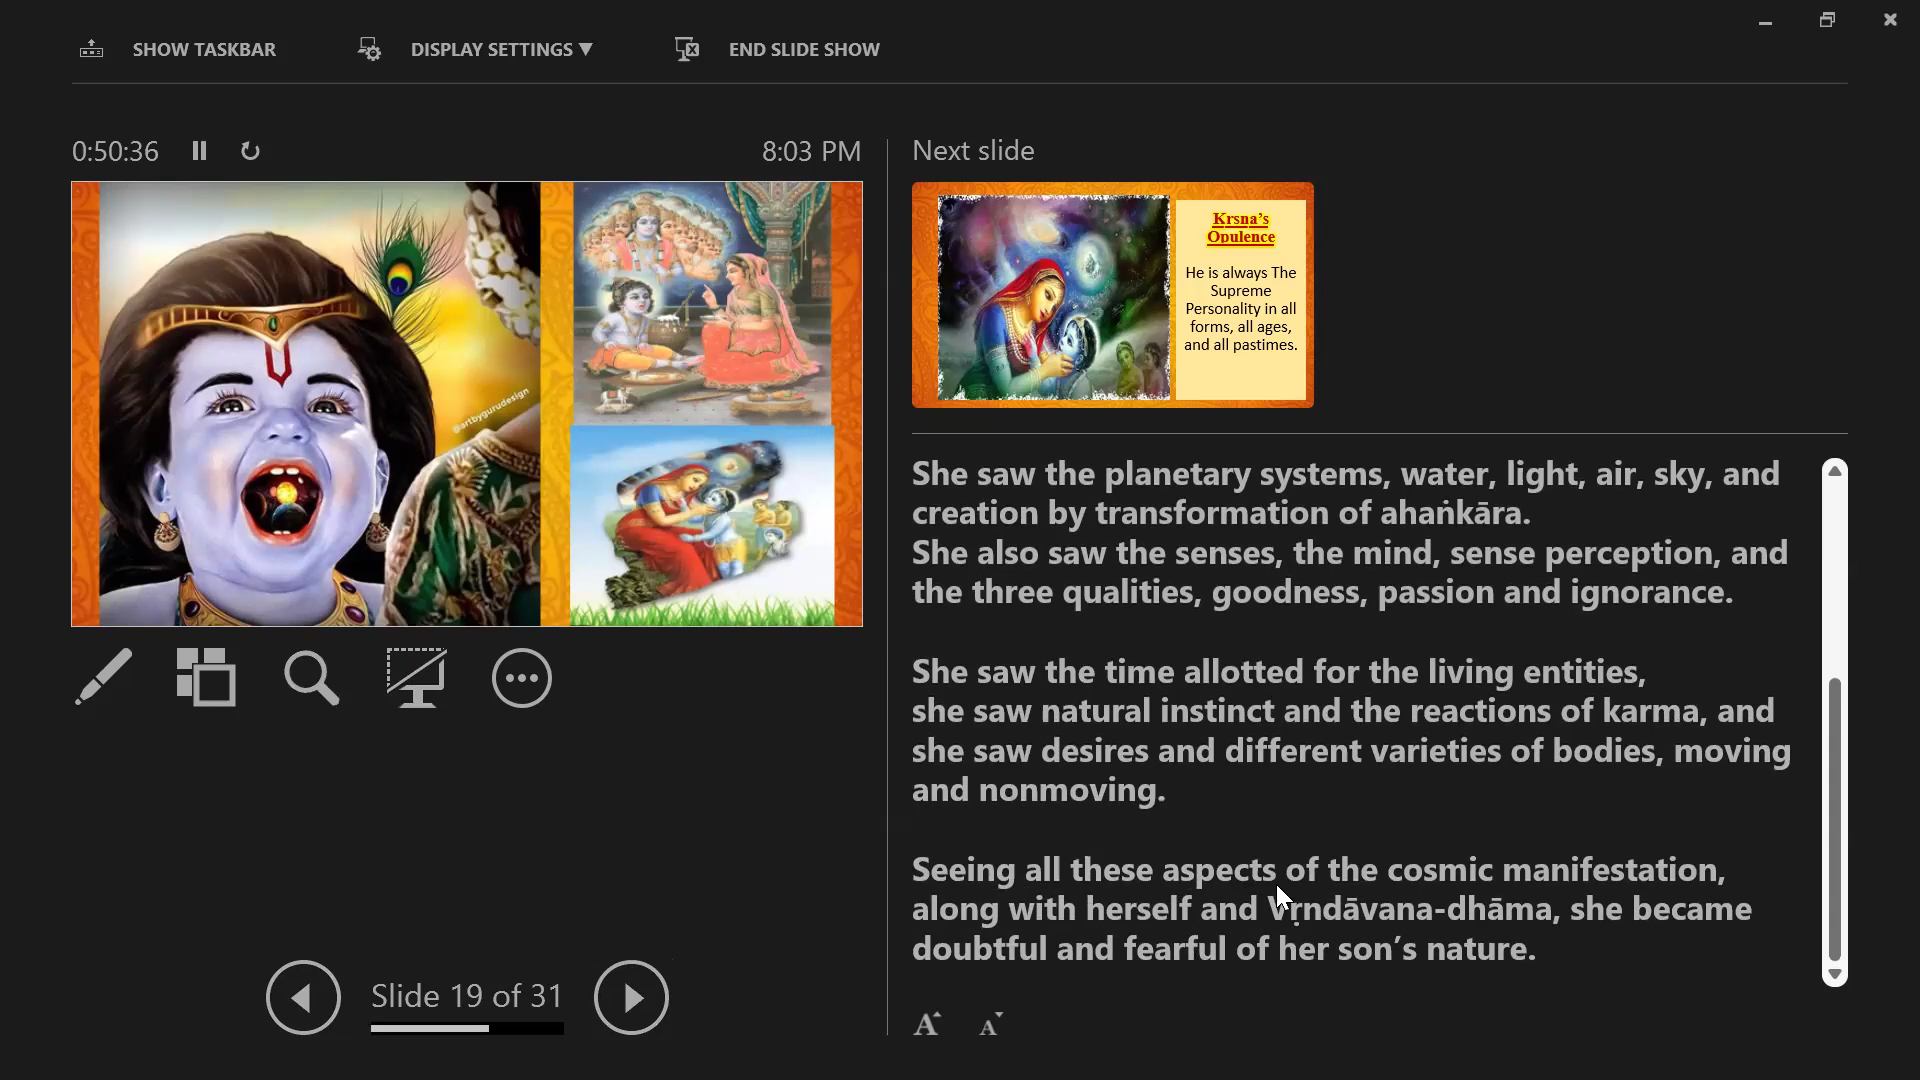 SHOW TASKBAR
DISPLAY SETTINGS ▼
END SLIDE SHOW
0:50:36
8:03 PM
@artbygurudesign
Slide 19 of 31
Next slide
Krsna’s
Opulence
He is always The
Supreme
Personality in all
forms, all ages,
and all pastimes.
She saw the planetary systems, water, light, air, sky, and
creation by transformation of ahaṅkāra.
She also saw the senses, the mind, sense perception, and
the three qualities, goodness, passion and ignorance.
She saw the time allotted for the living entities,
she saw natural instinct and the reactions of karma, and
she saw desires and different varieties of bodies, moving
and nonmoving.
Seeing all these aspects of the cosmic manifestation,
along with herself and Vṛndāvana-dhāma, she became
doubtful and fearful of her son’s nature.
A A